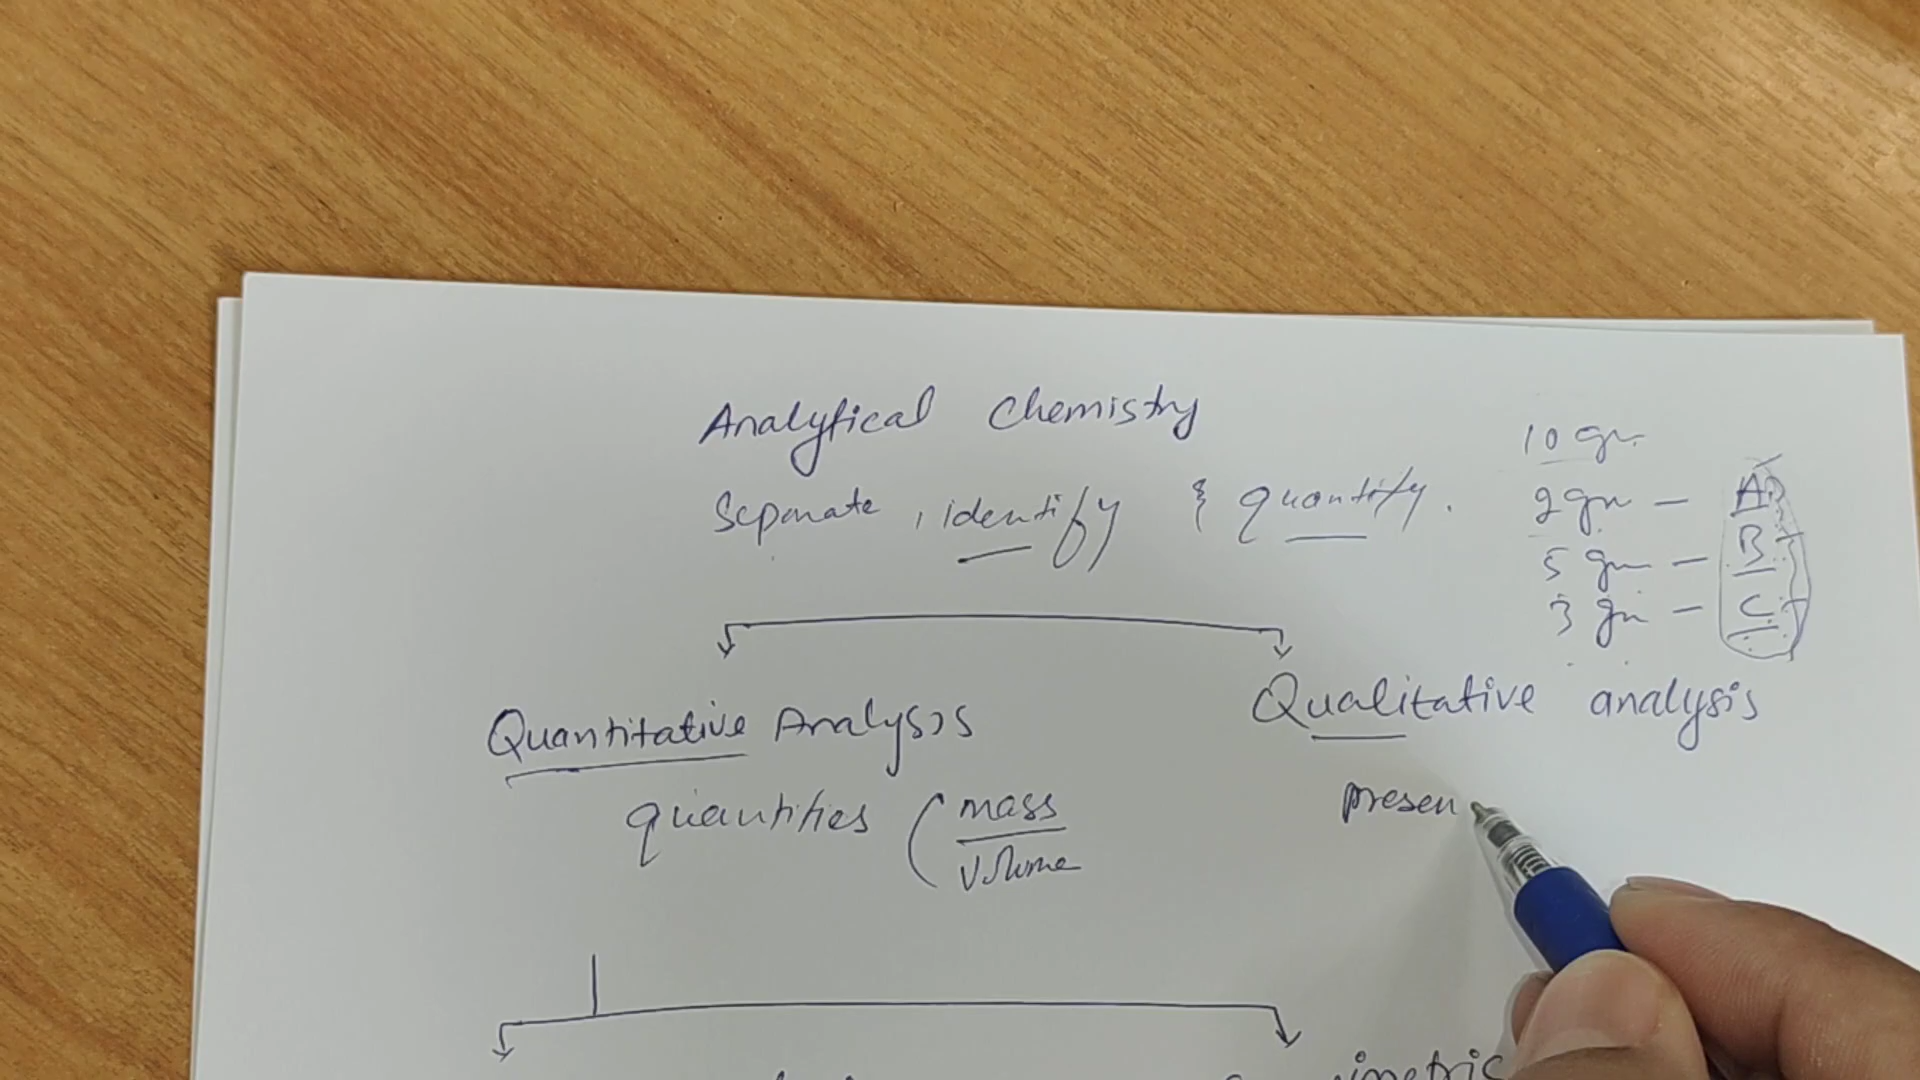 Analytical Chemistry
Separate, identify & quantify.
10 gm
2 gm - A
5 gm - B
3 gm - C
Quantitative Analysis
Qualitative analysis
quantities ( mass
volume
presen